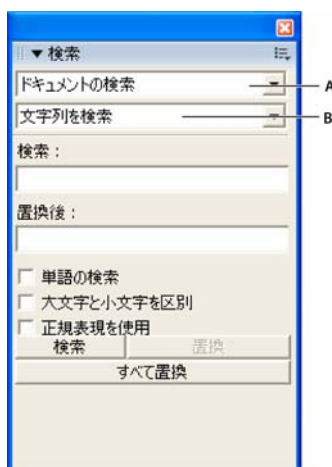 ▼ 検索
ドキュメントの検索
A
文字列を検索
B
検索：
置換後：
単語の検索
大文字と小文字を区別
正規表現を使用
検索 置換
すべて置換